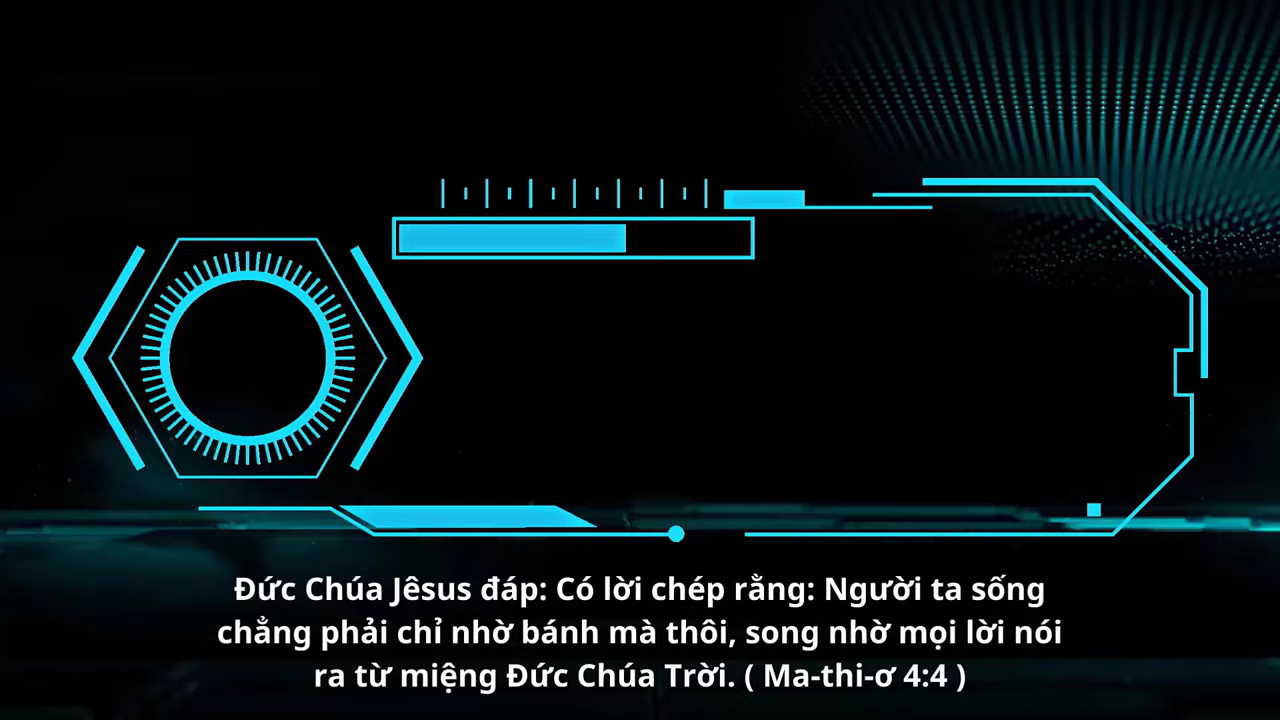 Đức Chúa Jêsus đáp: Có lời chép rằng: Người ta sống
chẳng phải chỉ nhờ bánh mà thôi, song nhờ mọi lời nói
ra từ miệng Đức Chúa Trời. ( Ma-thi-ơ 4:4 )